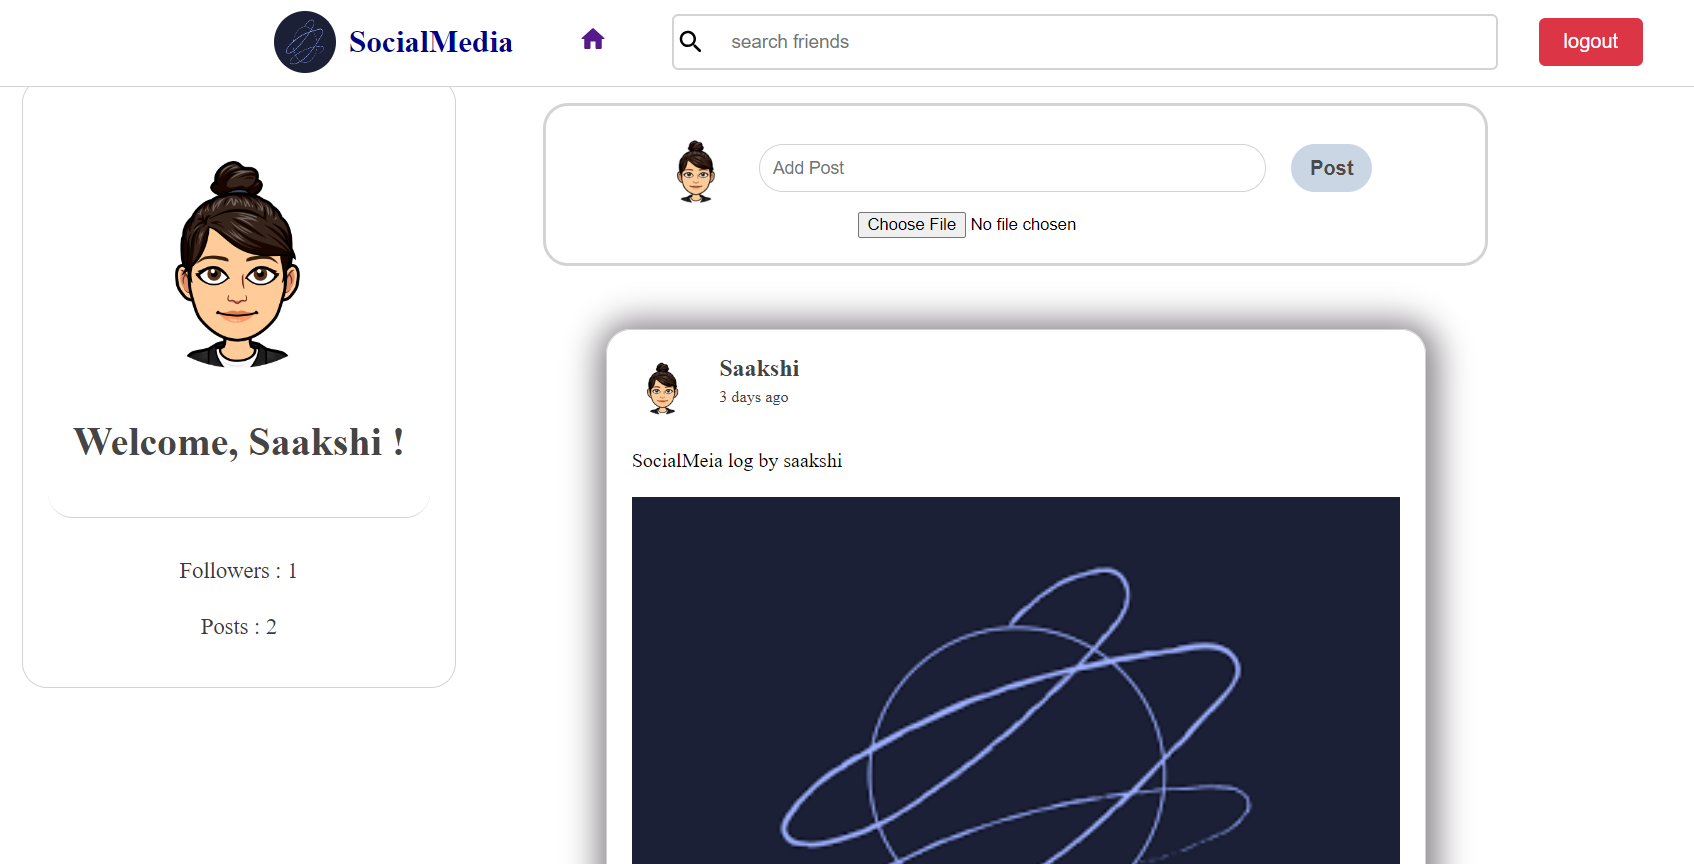 SocialMedia
search friends
logout
Welcome, Saakshi !
Followers : 1
Posts : 2
Add Post
Post
Choose File No file chosen
Saakshi
3 days ago
SocialMeia log by saakshi